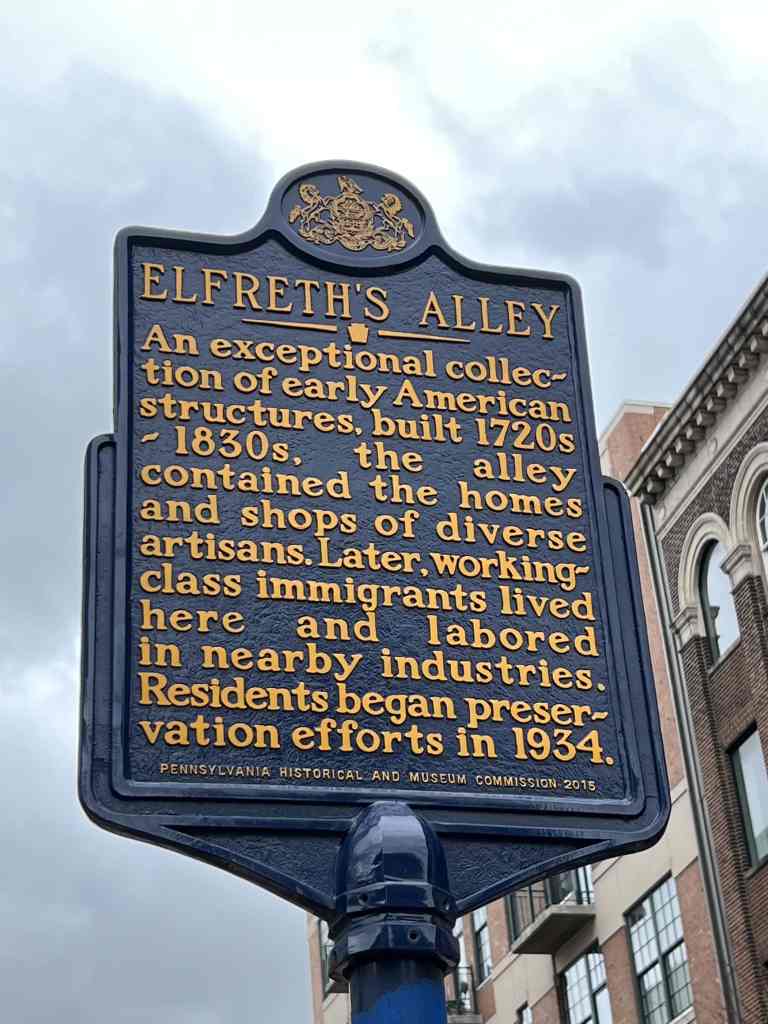 ELFRETH'S ALLEY
An exceptional collec-
tion of early American
structures, built 1720s
- 1830s, the alley
contained the homes
and shops of diverse
artisans. Later, working-
class immigrants lived
here and labored
in nearby industries.
Residents began preser-
vation efforts in 1934.
PENNSYLVANIA HISTORICAL AND MUSEUM COMMISSION 2015